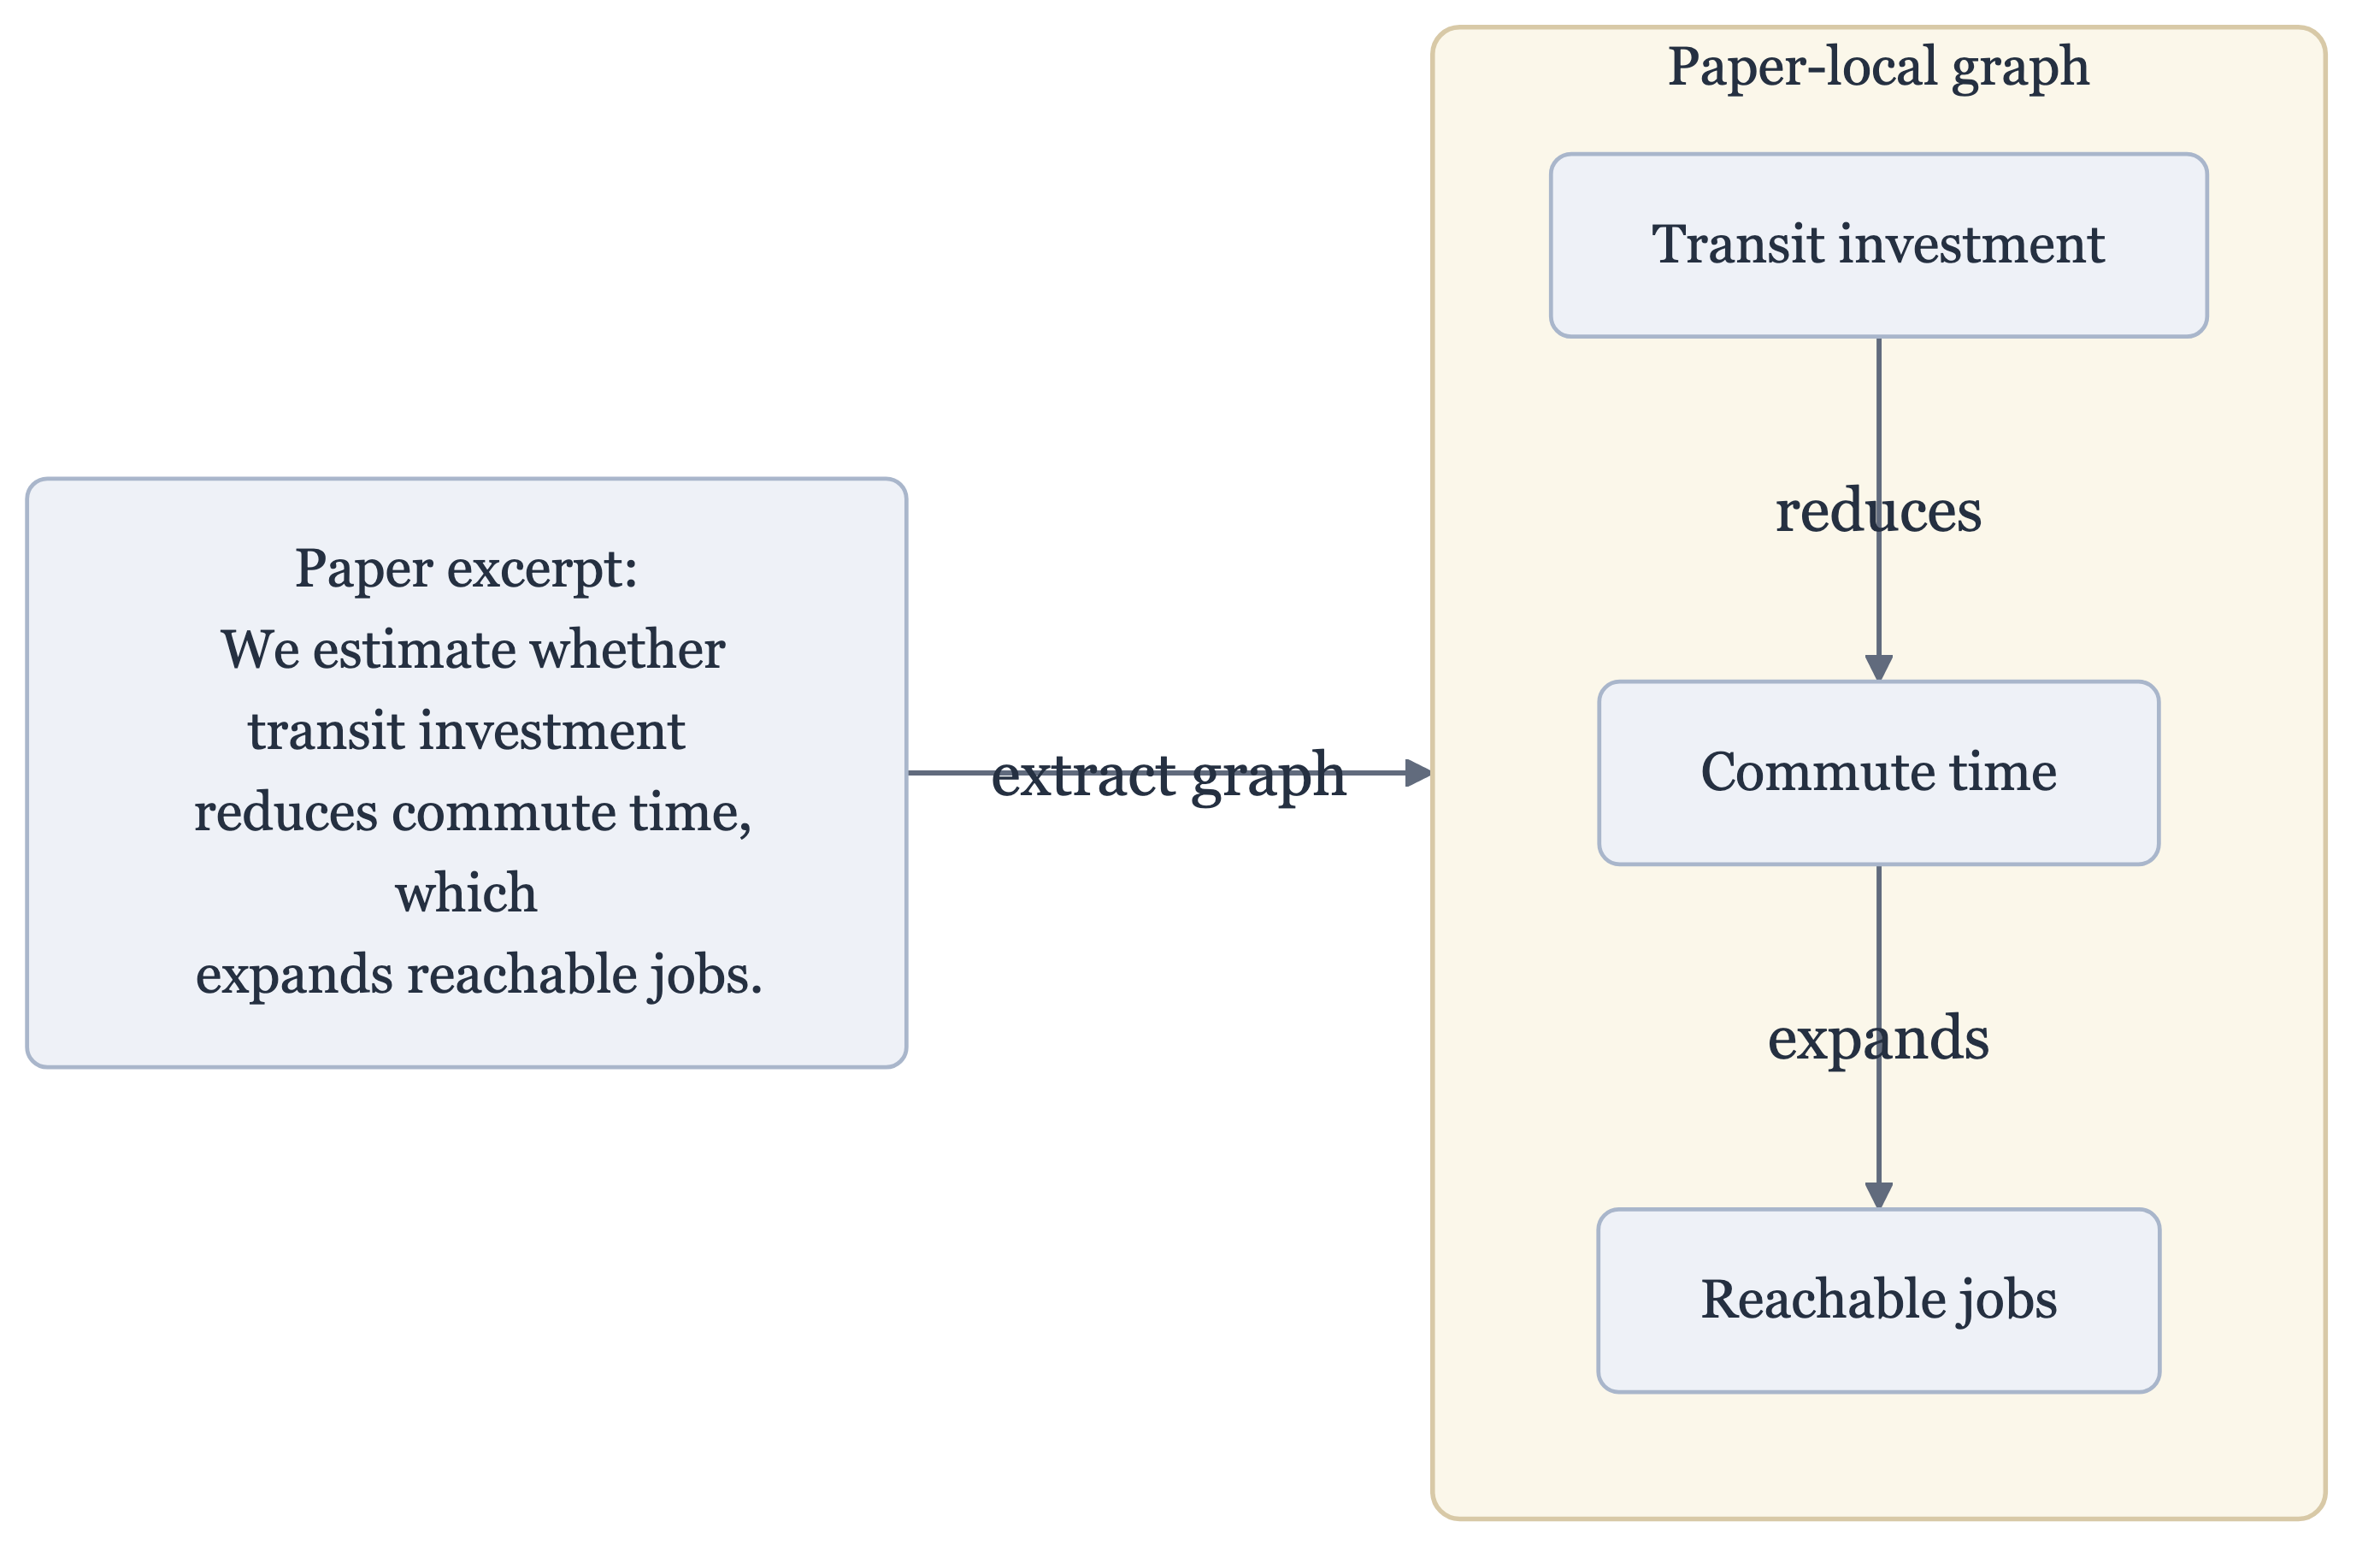 Paper excerpt:
We estimate whether
transit investment
reduces commute time,
which
expands reachable jobs.
extract graph
Paper-local graph
Transit investment
reduces
Commute time
expands
Reachable jobs